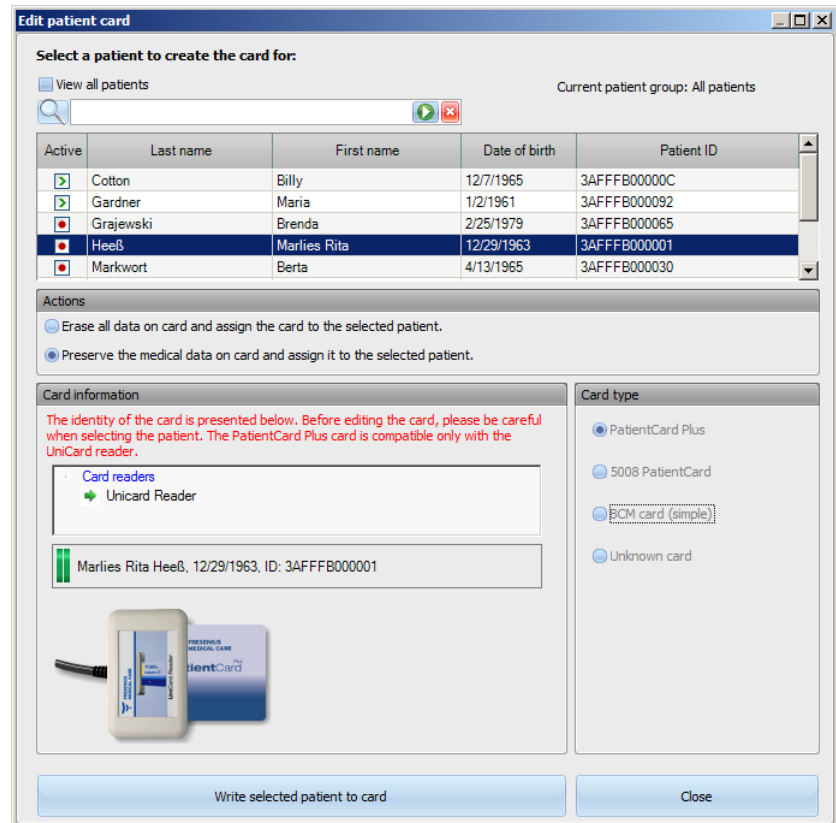 Edit patient card
Select a patient to create the card for:
View all patients
Current patient group: All patients
Active Last name First name Date of birth Patient ID
Cotton Billy 12/7/1965 3AFFFB00000C
Gardner Maria 1/2/1961 3AFFFB000092
Grajewski Brenda 2/25/1979 3AFFFB000065
Heeß Marlies Rita 12/29/1963 3AFFFB000001
Markwort Berta 4/13/1965 3AFFFB000030
Actions
Erase all data on card and assign the card to the selected patient.
Preserve the medical data on card and assign it to the selected patient.
Card information
The identity of the card is presented below. Before editing the card, please be careful
when selecting the patient. The PatientCard Plus card is compatible only with the
UniCard reader.
Card readers
Unicard Reader
Marlies Rita Heeß, 12/29/1963, ID: 3AFFFB000001
FRESENIUS
MEDICAL CARE
Plus
tientCard
UniCard Reader
FRESENIUS
MEDICAL CARE
Card type
PatientCard Plus
5008 PatientCard
BCM card (simple)
Unknown card
Write selected patient to card
Close